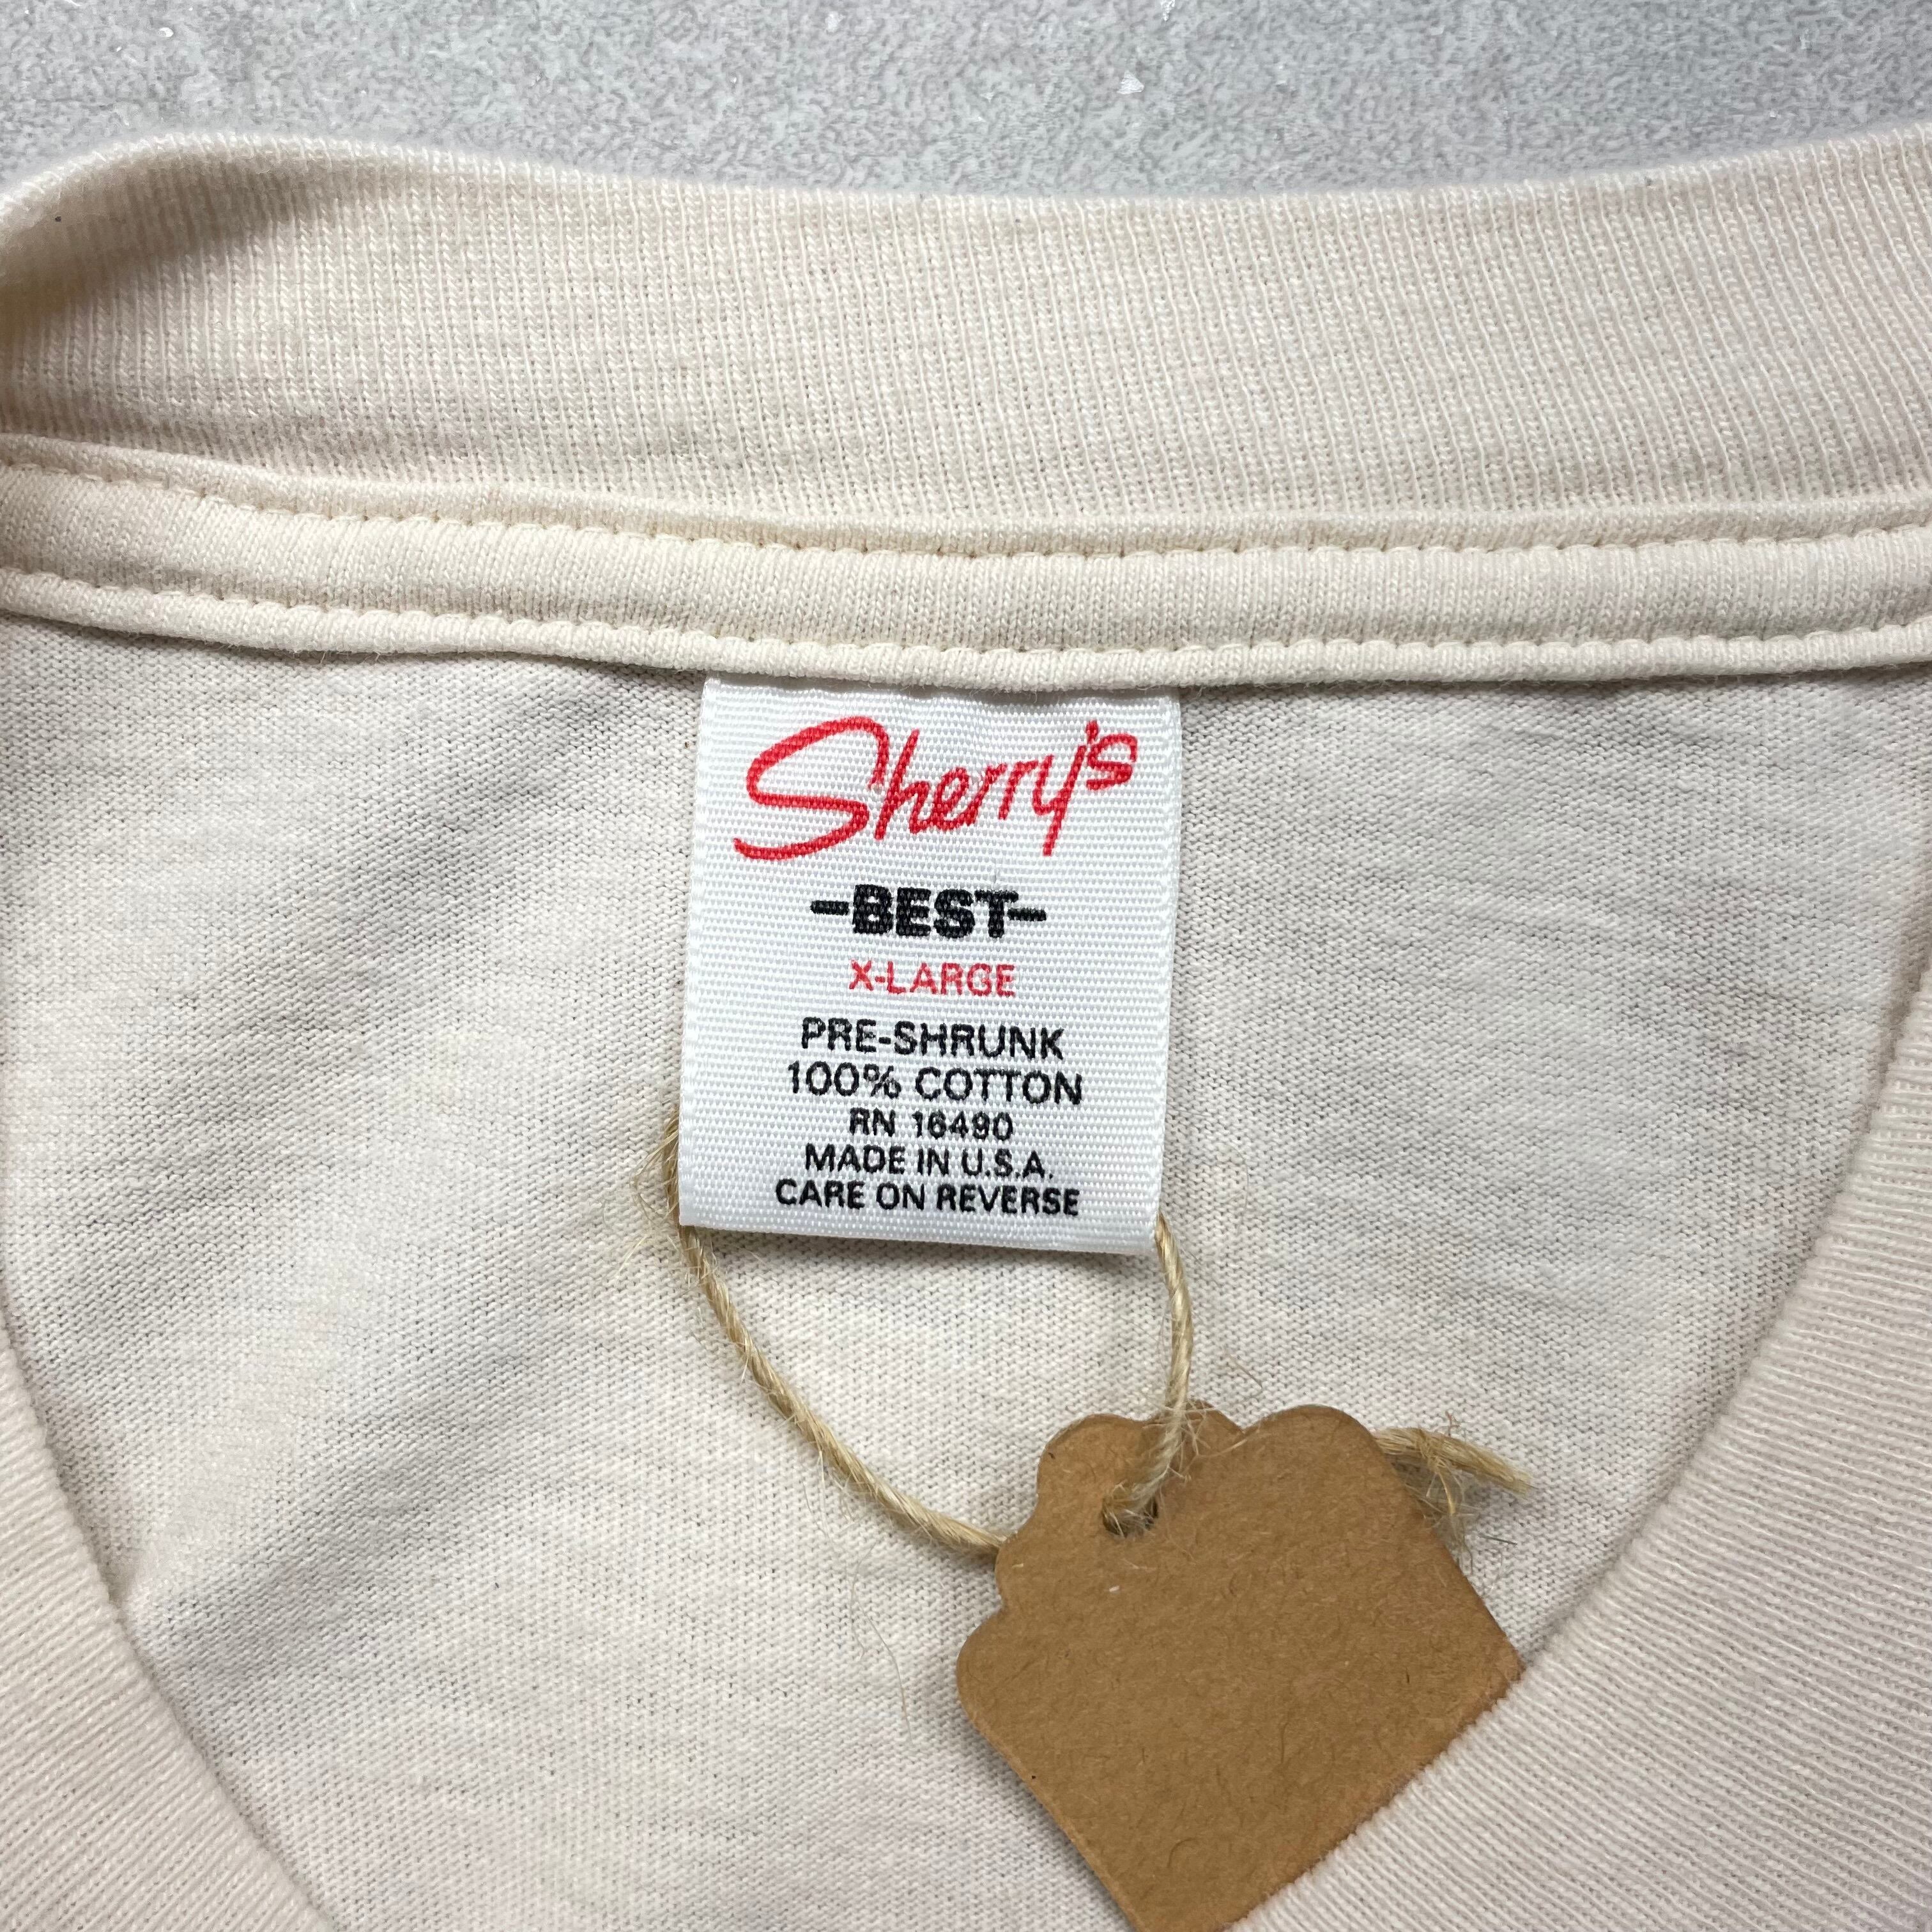 Sherry's
-BEST-
X-LARGE
PRE-SHRUNK
100% COTTON
RN 16490
MADE IN U.S.A.
CARE ON REVERSE